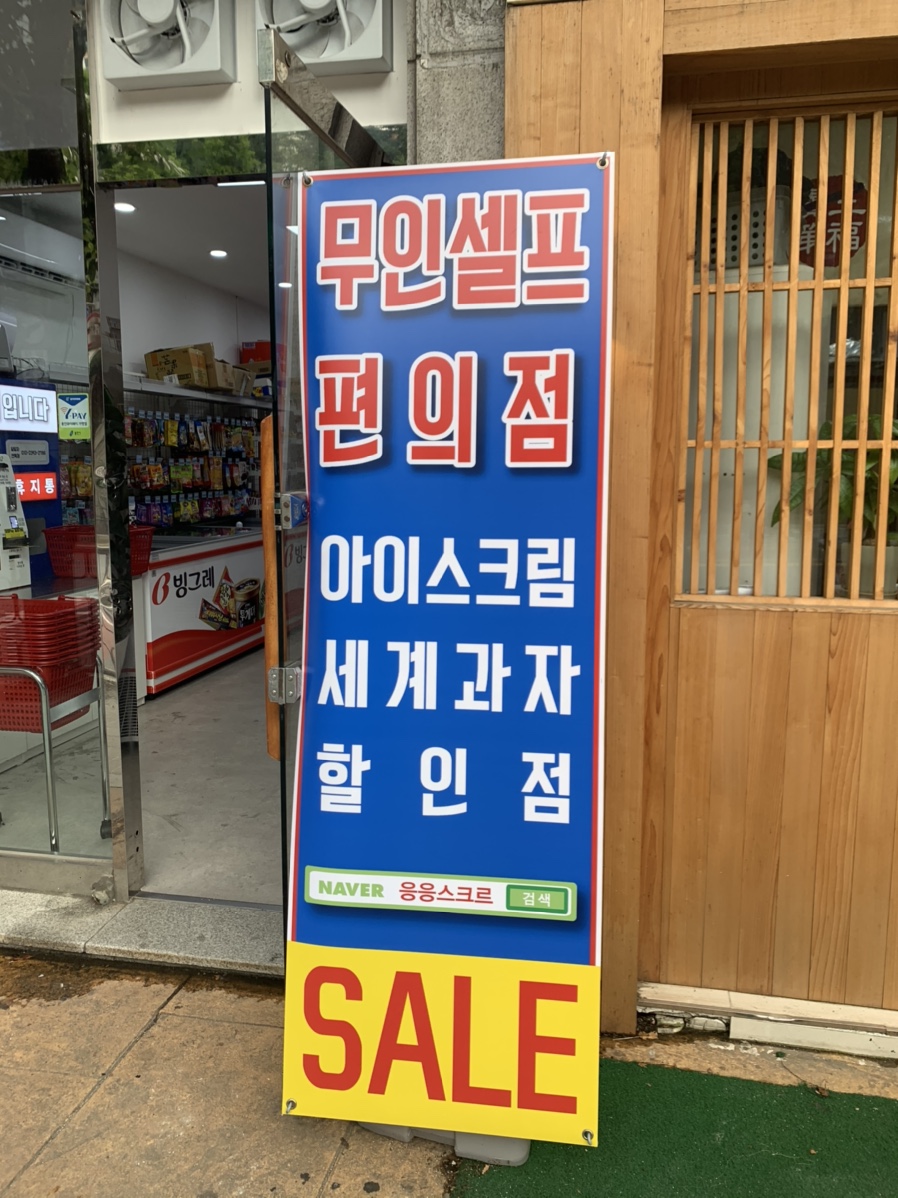 무인셀프
편의점
아이스크림
세계과자
할인점
NAVER 응응스크르 검색
SALE
입니다
휴지통
빙그레
福